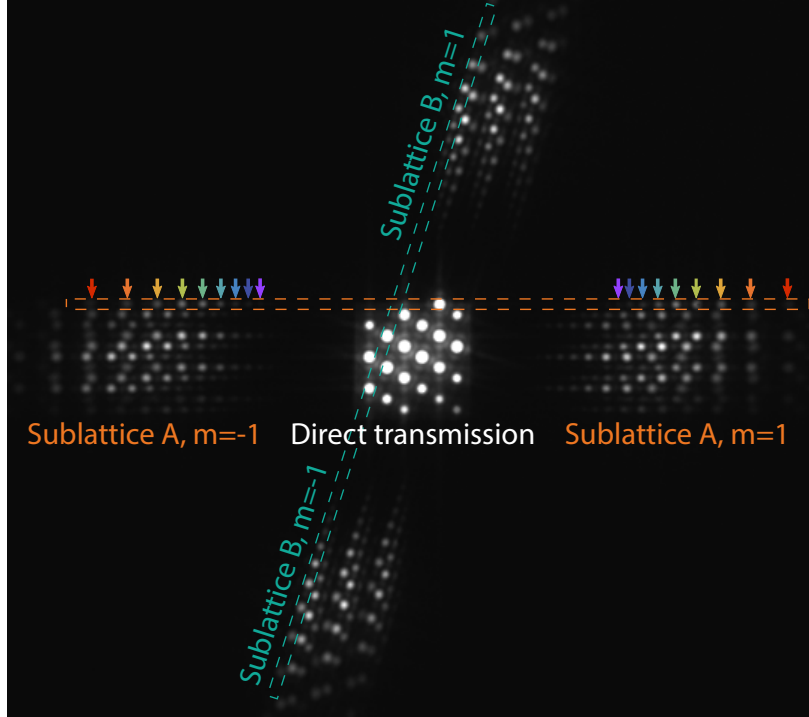 Sublattice B, m=1
Sublattice A, m=-1
Direct transmission
Sublattice A, m=1
Sublattice B, m=-1